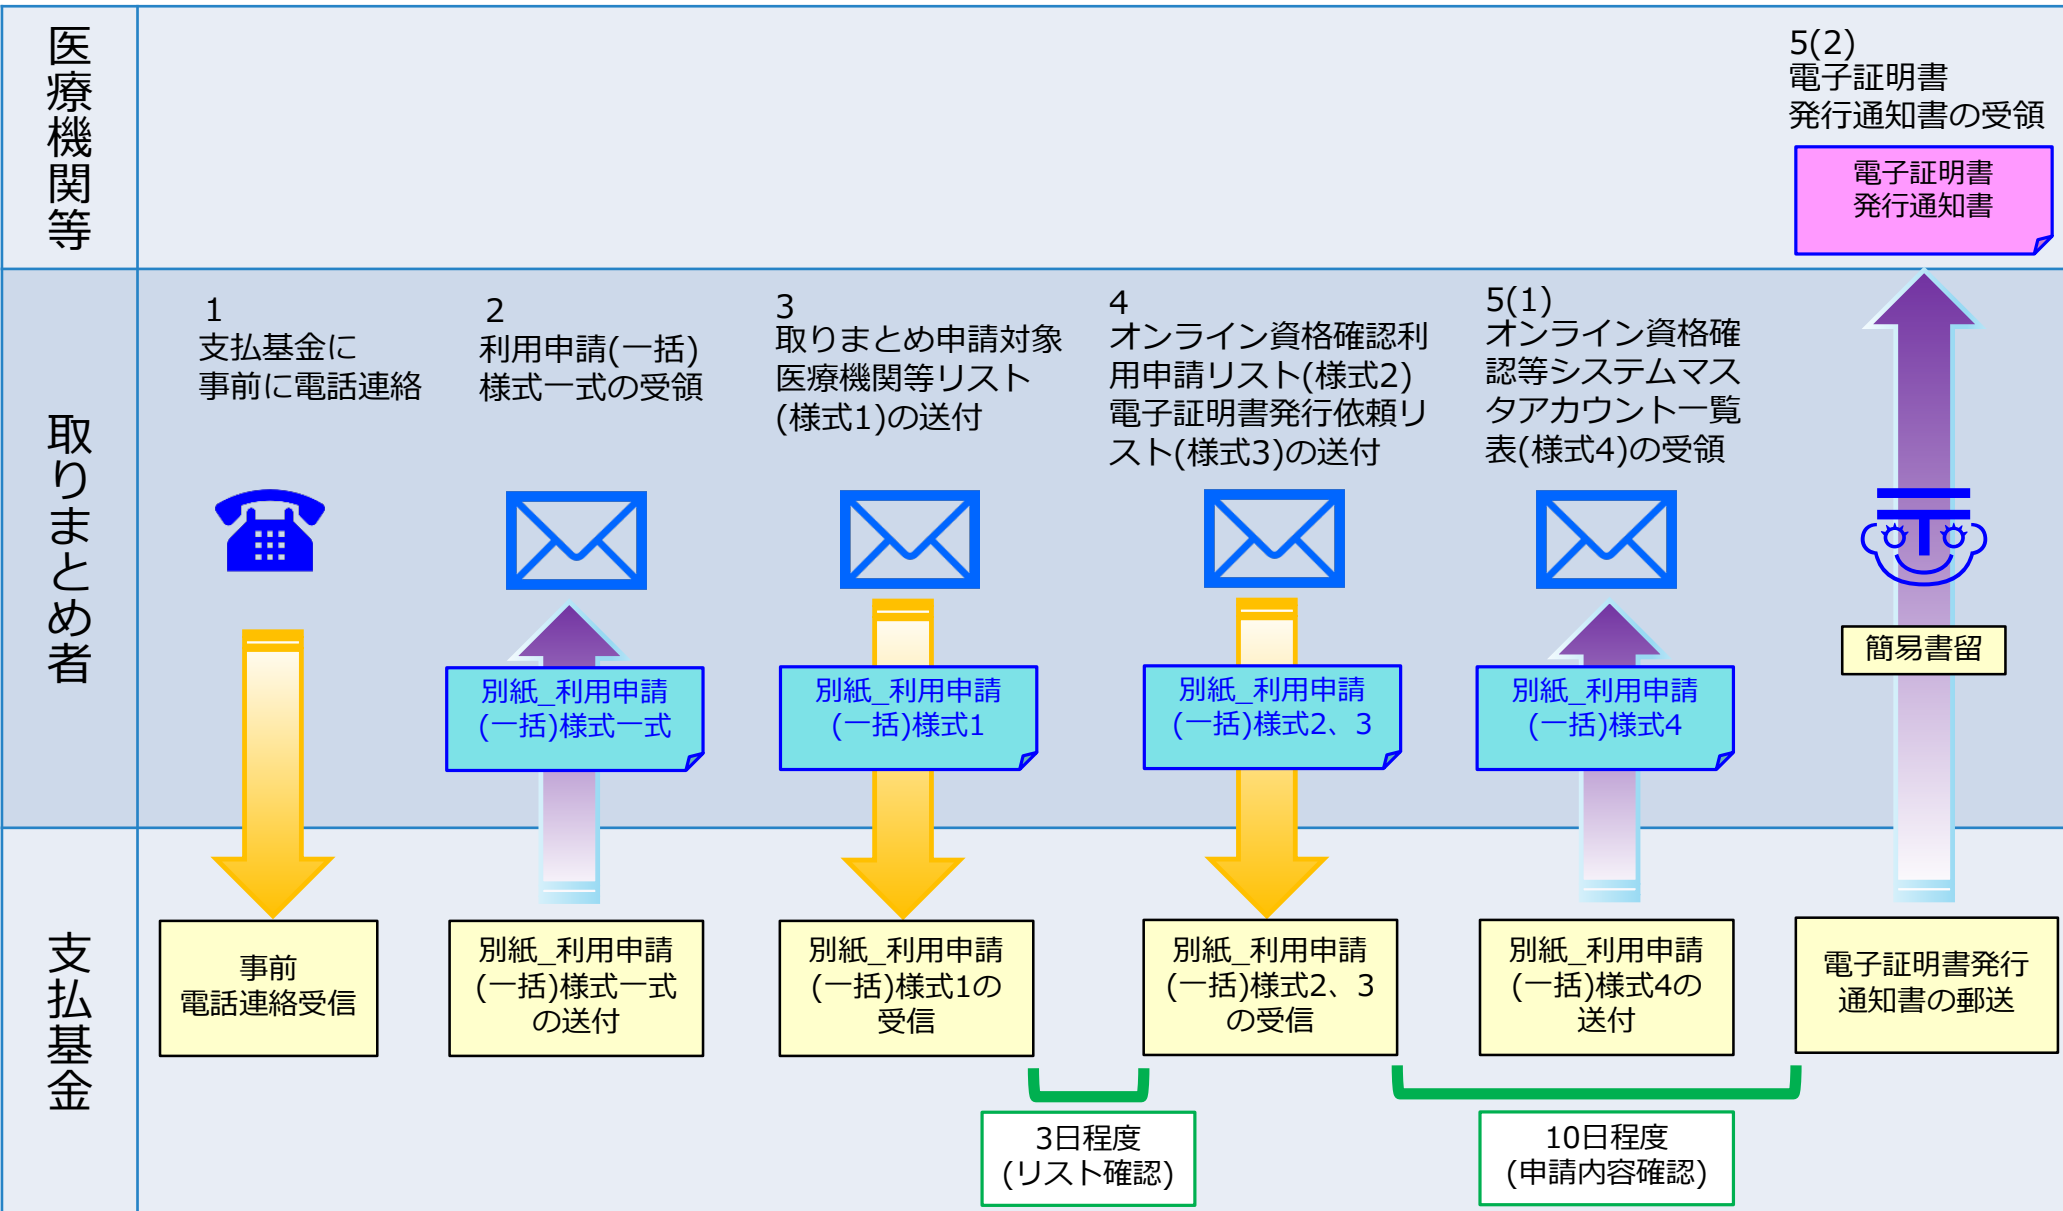 医療機関等
5(2)
電子証明書
発行通知書の受領
電子証明書
発行通知書
取りまとめ者
1
支払基金に
事前に電話連絡
2
利用申請(一括)
様式一式の受領
3
取りまとめ申請対象
医療機関等リスト
(様式1)の送付
4
オンライン資格確認利
用申請リスト(様式2)
電子証明書発行依頼リ
スト(様式3)の送付
5(1)
オンライン資格確
認等システムマス
タアカウント一覧
表(様式4)の受領
簡易書留
別紙_利用申請
(一括)様式一式
別紙_利用申請
(一括)様式1
別紙_利用申請
(一括)様式2、3
別紙_利用申請
(一括)様式4
支払基金
事前
電話連絡受信
別紙_利用申請
(一括)様式一式
の送付
別紙_利用申請
(一括)様式1の
受信
別紙_利用申請
(一括)様式2、3
の受信
別紙_利用申請
(一括)様式4の
送付
電子証明書発行
通知書の郵送
3日程度
(リスト確認)
10日程度
(申請内容確認)